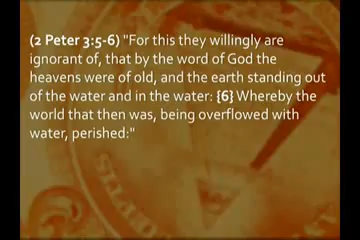 (2 Peter 3:5-6) "For this they willingly are
ignorant of, that by the word of God the
heavens were of old, and the earth standing out
of the water and in the water: {6} Whereby the
world that then was, being overflowed with
water, perished:"